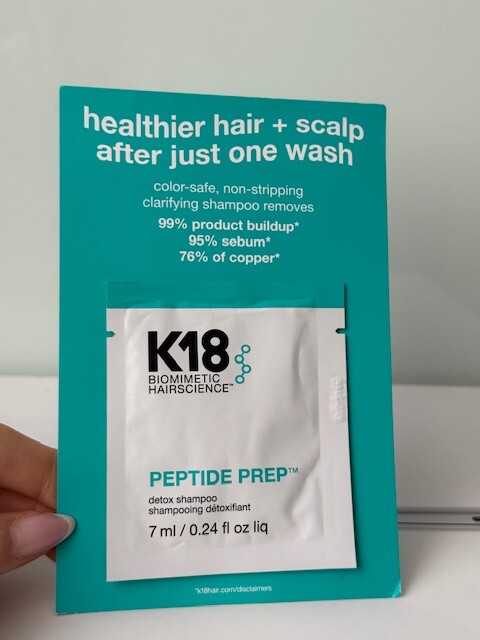 healthier hair + scalp
after just one wash
color-safe, non-stripping
clarifying shampoo removes
99% product buildup*
95% sebum*
76% of copper*
K18
BIOMIMETIC
HAIRSCIENCE™
PEPTIDE PREP™
detox shampoo
shampooing détoxifiant
7 ml / 0.24 fl oz liq
*k18hair.com/disclaimers